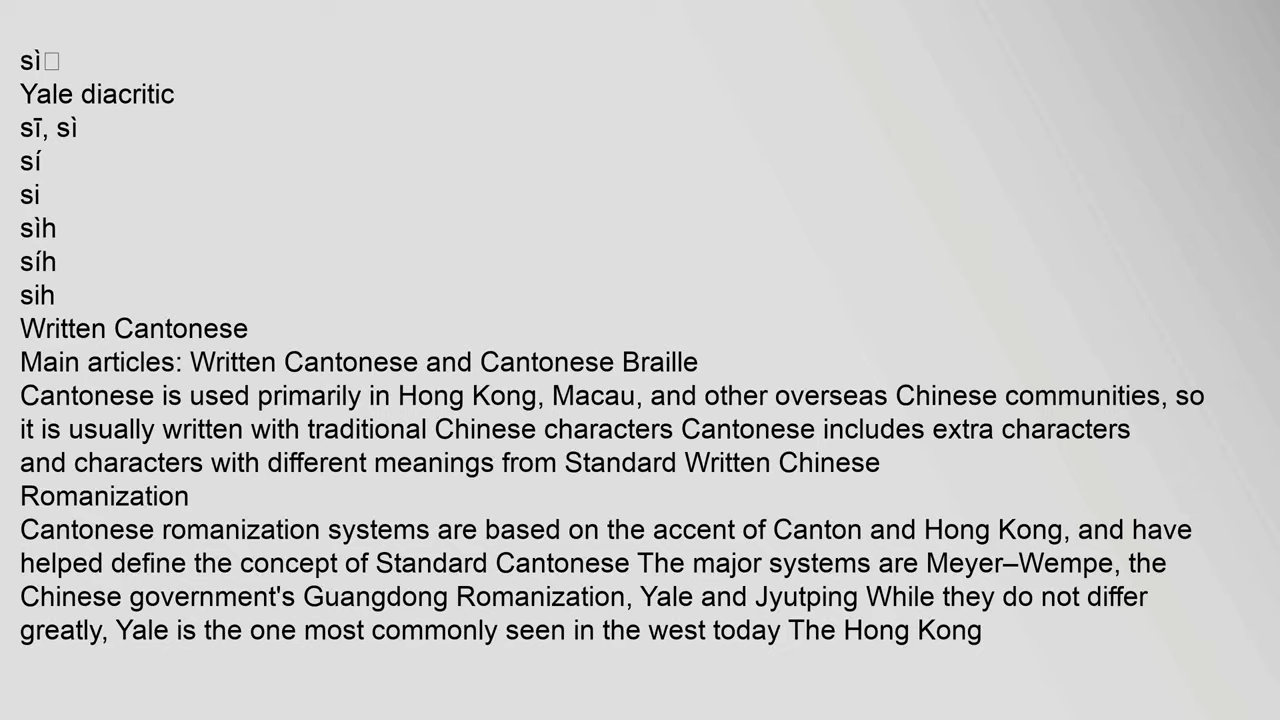 sì□
Yale diacritic
sī, sì
sí
si
sìh
síh
sih
Written Cantonese
Main articles: Written Cantonese and Cantonese Braille
Cantonese is used primarily in Hong Kong, Macau, and other overseas Chinese communities, so
it is usually written with traditional Chinese characters Cantonese includes extra characters
and characters with different meanings from Standard Written Chinese
Romanization
Cantonese romanization systems are based on the accent of Canton and Hong Kong, and have
helped define the concept of Standard Cantonese The major systems are Meyer–Wempe, the
Chinese government's Guangdong Romanization, Yale and Jyutping While they do not differ
greatly, Yale is the one most commonly seen in the west today The Hong Kong